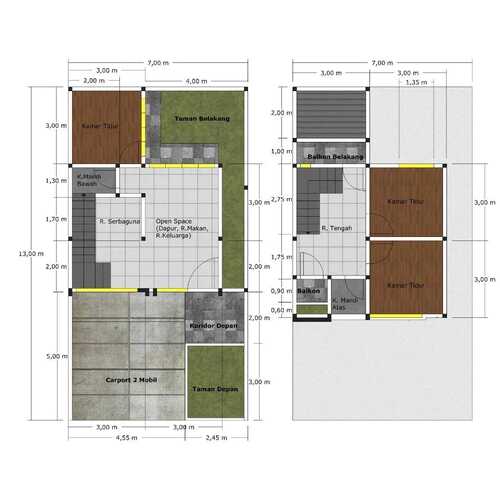 7,00 m
3,00 m
4,00 m
2,00 m
3,00 m
1,30 m
1,70 m
2,00 m
13,00 m
5,00 m
Kamar Tidur
Taman Belakang
K.Mandi
Bawah
R. Serbaguna
Open Space
(Dapur, R.Makan,
R.Keluarga)
3,00 m
3,00 m
2,00 m
3,00 m
Koridor Depan
Carport 2 Mobil
Taman Depan
3,00 m
3,00 m
4,55 m
2,45 m
7,00 m
3,00 m
3,00 m
1,35 m
2,00 m
1,00 m
2,75 m
1,75 m
0,90 m
0,60 m
Balkon Belakang
Kamar Tidur
R. Tengah
Kamar Tidur
Balkon
K. Mandi
Atas
3,00 m
3,00 m